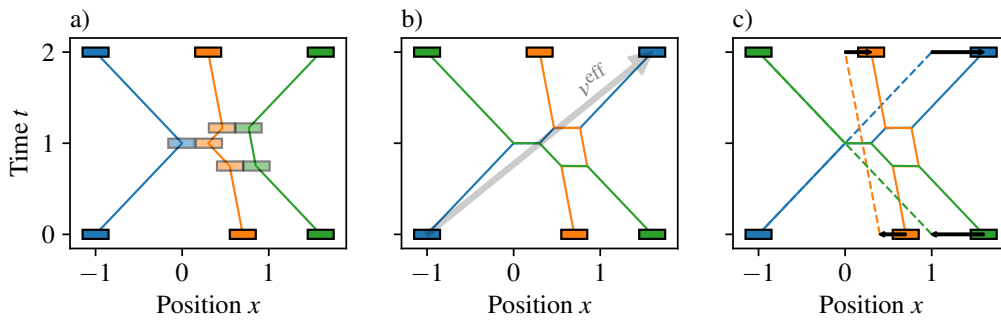 a) b) c)
2
v^eff
Time t
1
0
−1 0 1 −1 0 1 −1 0 1
Position x Position x Position x